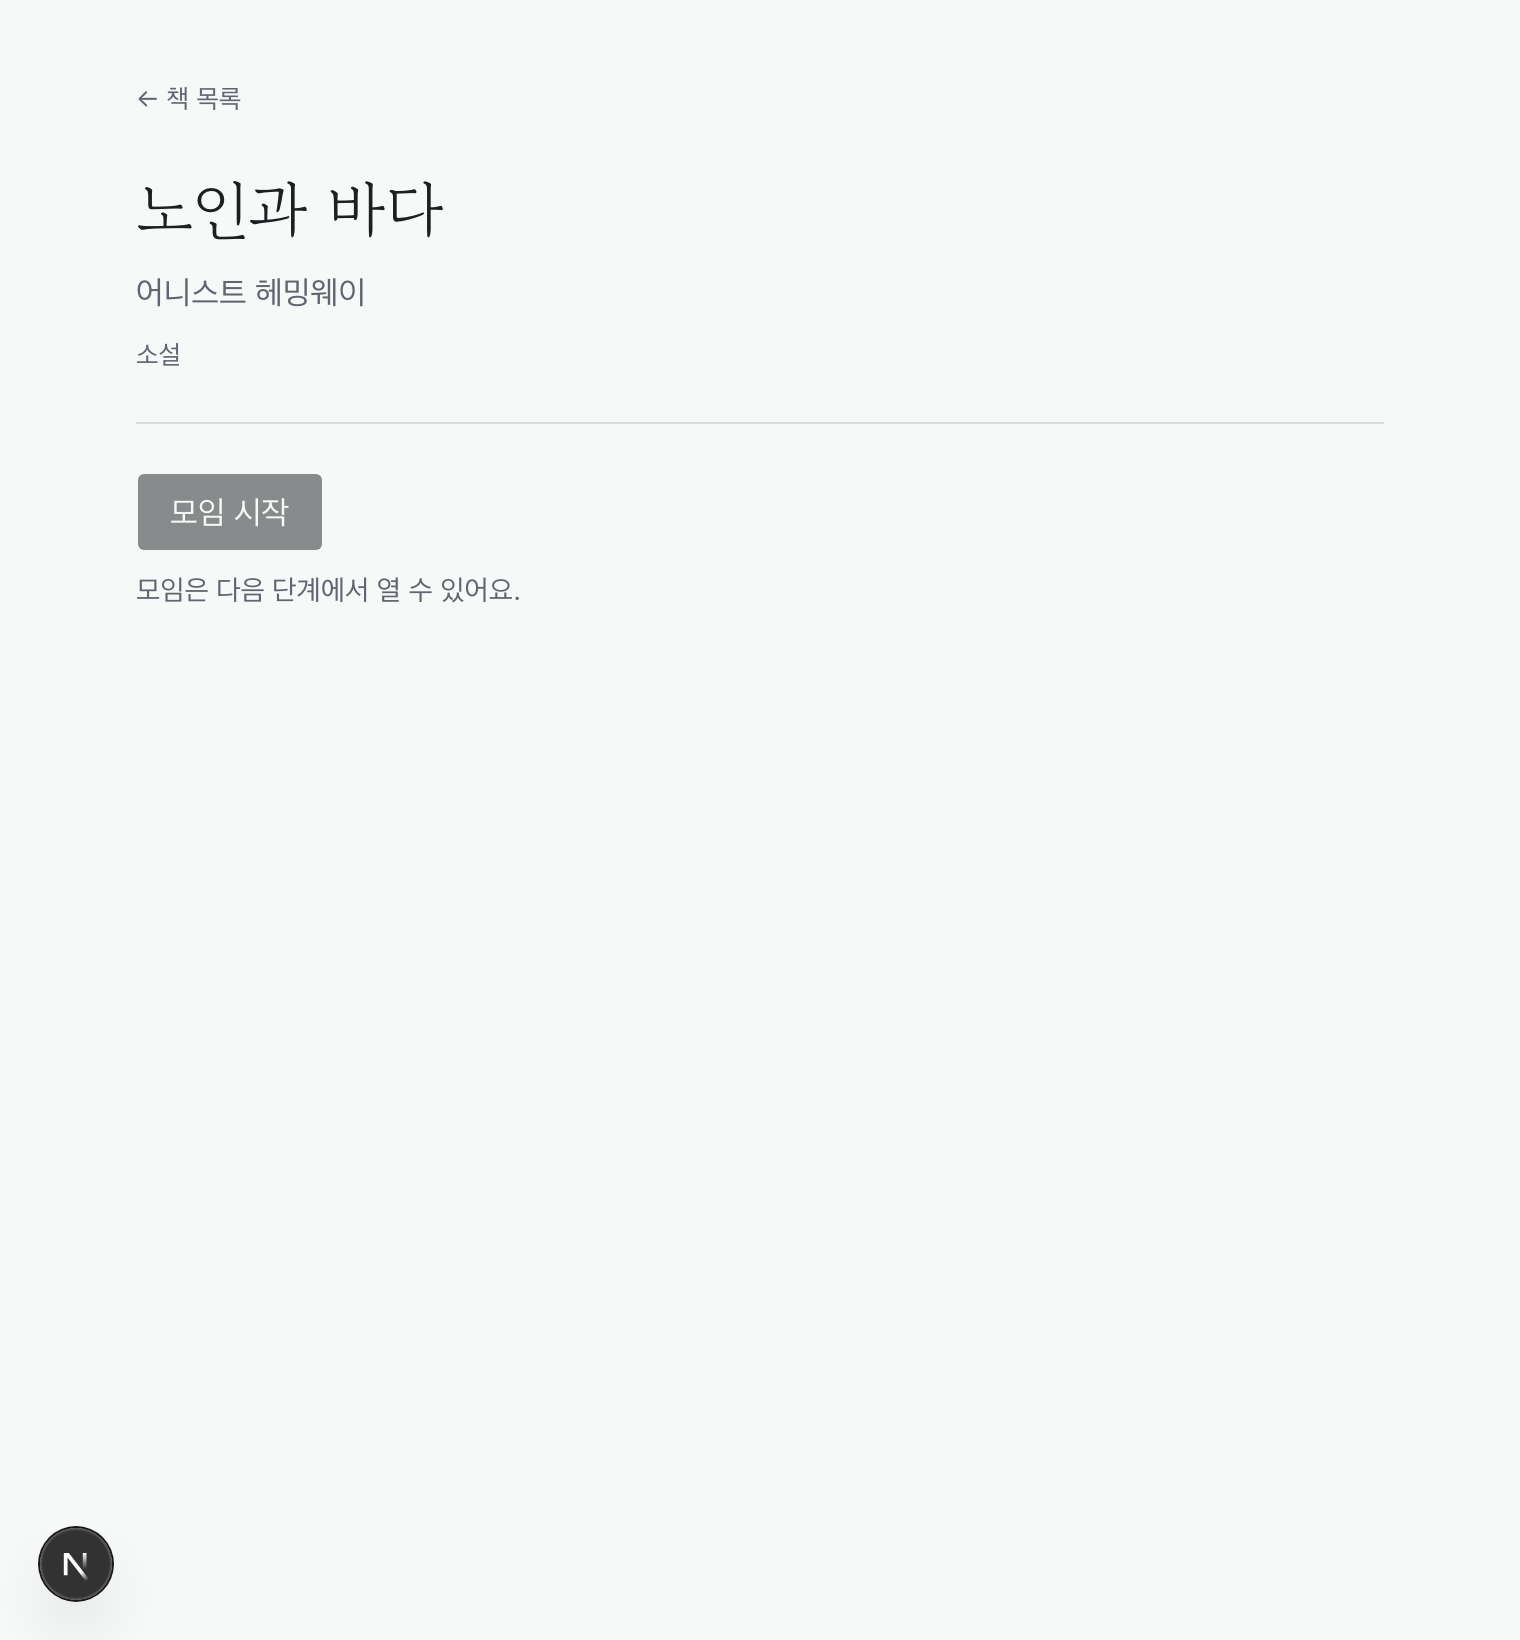 ← 책 목록
노인과 바다
어니스트 헤밍웨이
소설
모임 시작
모임은 다음 단계에서 열 수 있어요.
N